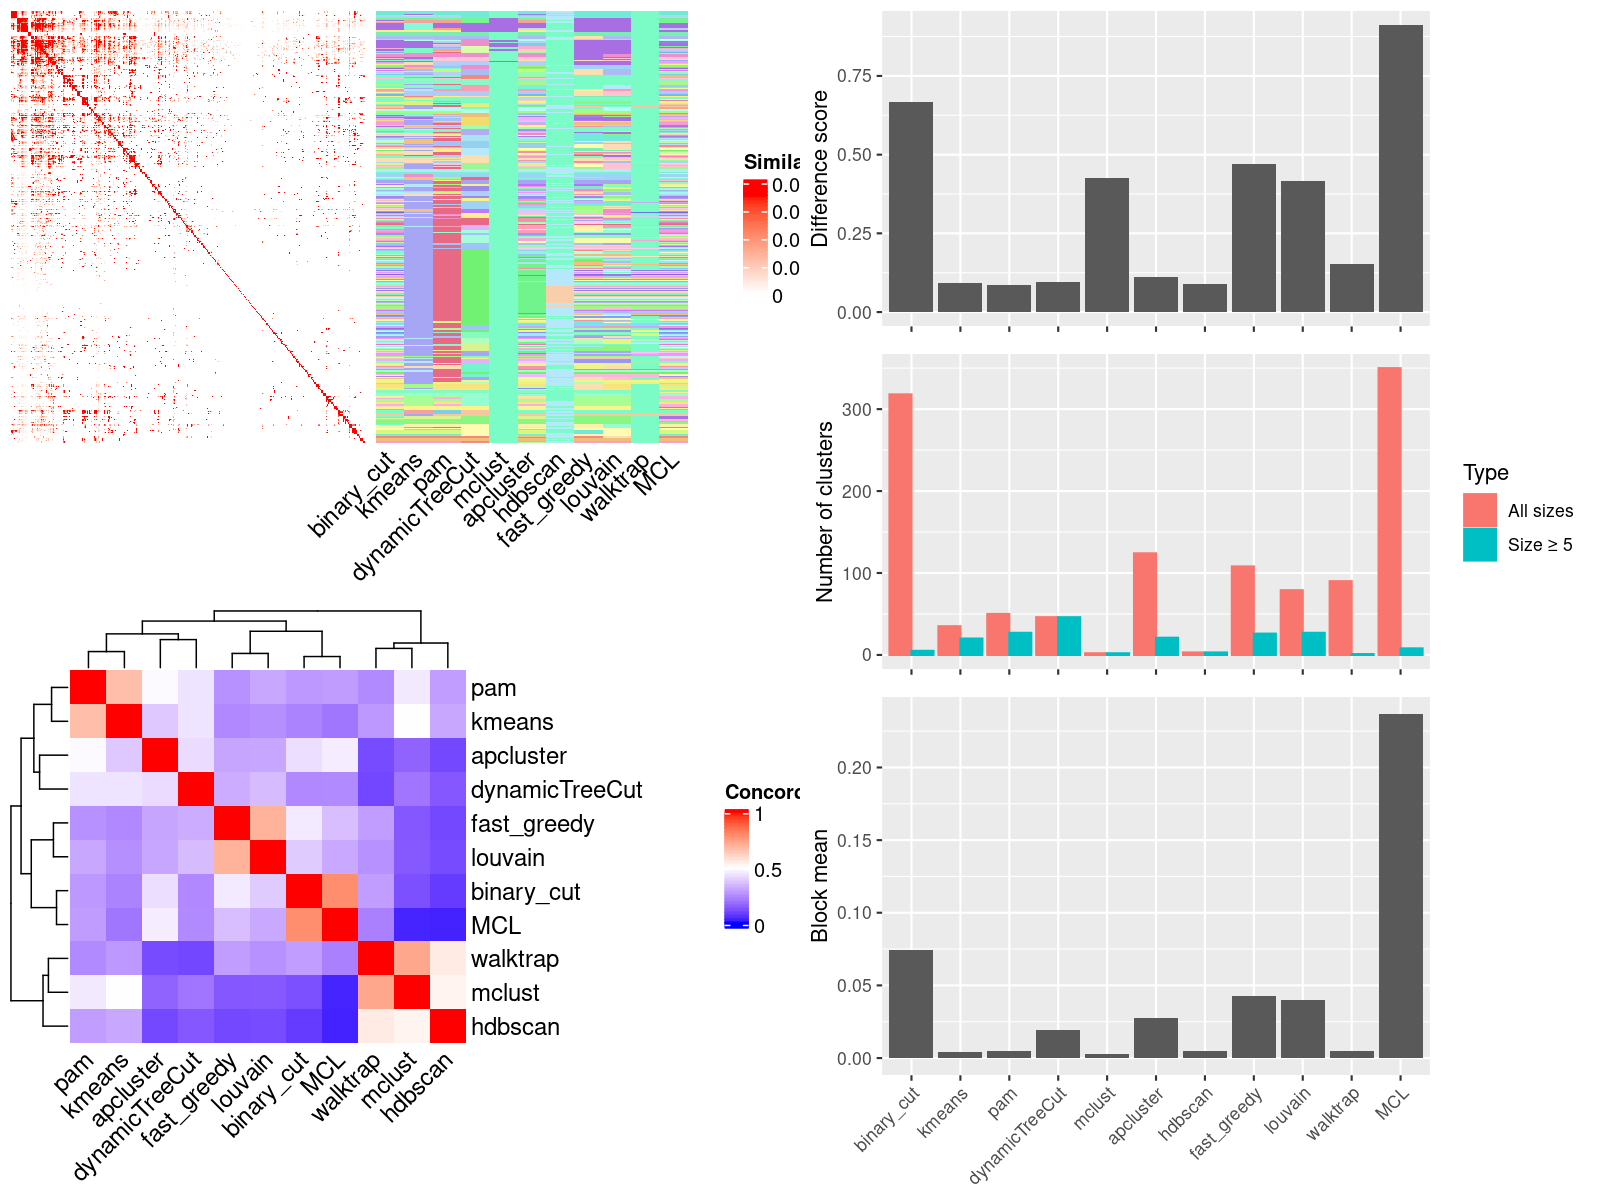 Simila
0.0
0.0
0.0
0.0
0
binary_cut
kmeans
pam
dynamicTreeCut
mclust
apcluster
hdbscan
fast_greedy
louvain
walktrap
MCL
pam
kmeans
apcluster
dynamicTreeCut
fast_greedy
louvain
binary_cut
MCL
walktrap
mclust
hdbscan
pam
kmeans
apcluster
dynamicTreeCut
fast_greedy
louvain
binary_cut
MCL
walktrap
mclust
hdbscan
Concord
1
0.5
0
Difference score
0.75
0.50
0.25
0.00
Number of clusters
300
200
100
0
Type
All sizes
Size ≥ 5
Block mean
0.20
0.15
0.10
0.05
0.00
binary_cut
kmeans
pam
dynamicTreeCut
mclust
apcluster
hdbscan
fast_greedy
louvain
walktrap
MCL